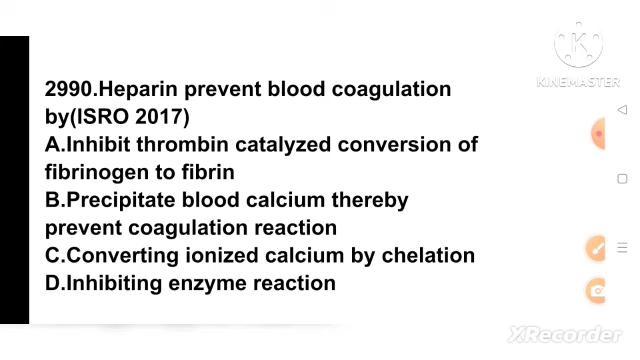 KINEMASTER
2990.Heparin prevent blood coagulation
by(ISRO 2017)
A.Inhibit thrombin catalyzed conversion of
fibrinogen to fibrin
B.Precipitate blood calcium thereby
prevent coagulation reaction
C.Converting ionized calcium by chelation
D.Inhibiting enzyme reaction
XRecorder